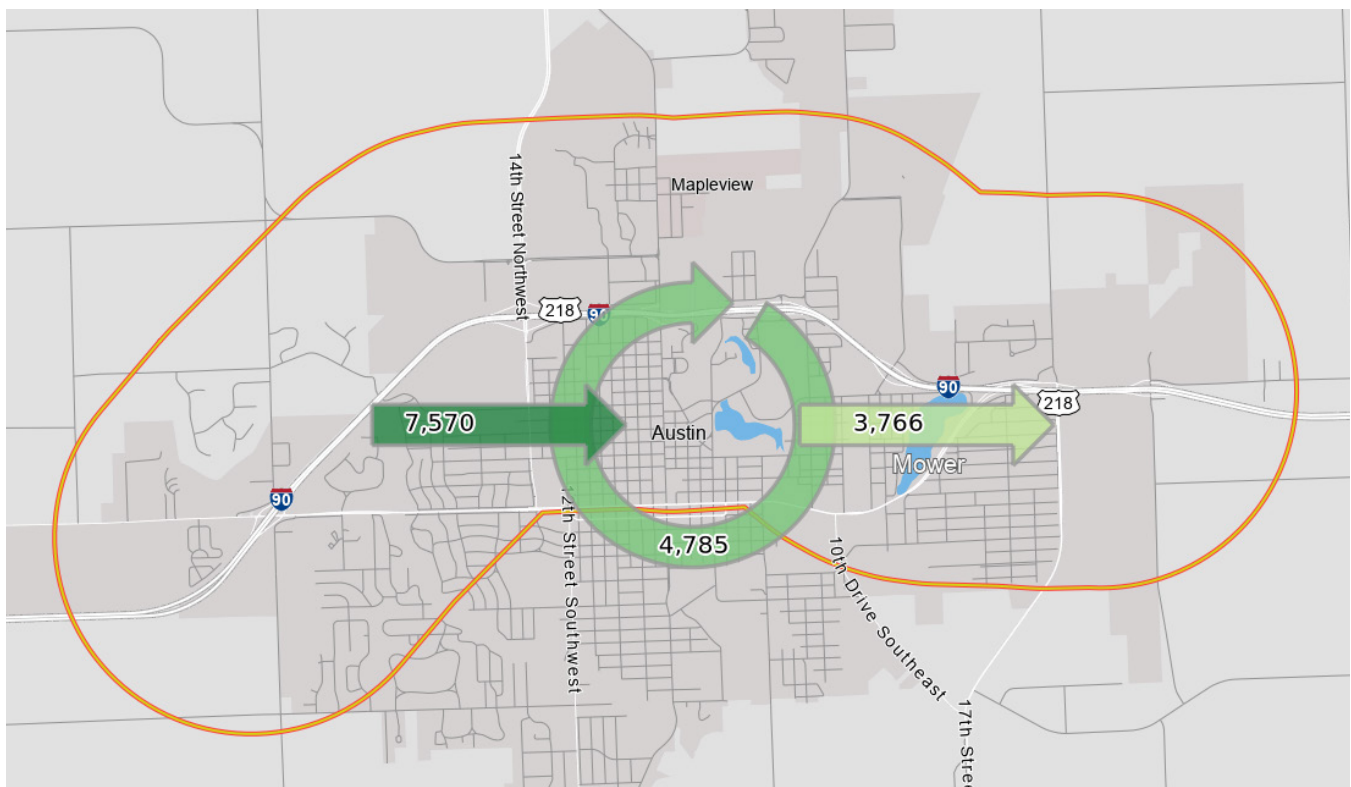 Mapleview
14th Street Northwest
218
90
90
218
7,570
3,766
Austin
Mower
90
12th Street Southwest
4,785
10th Drive Southeast
17th Stree